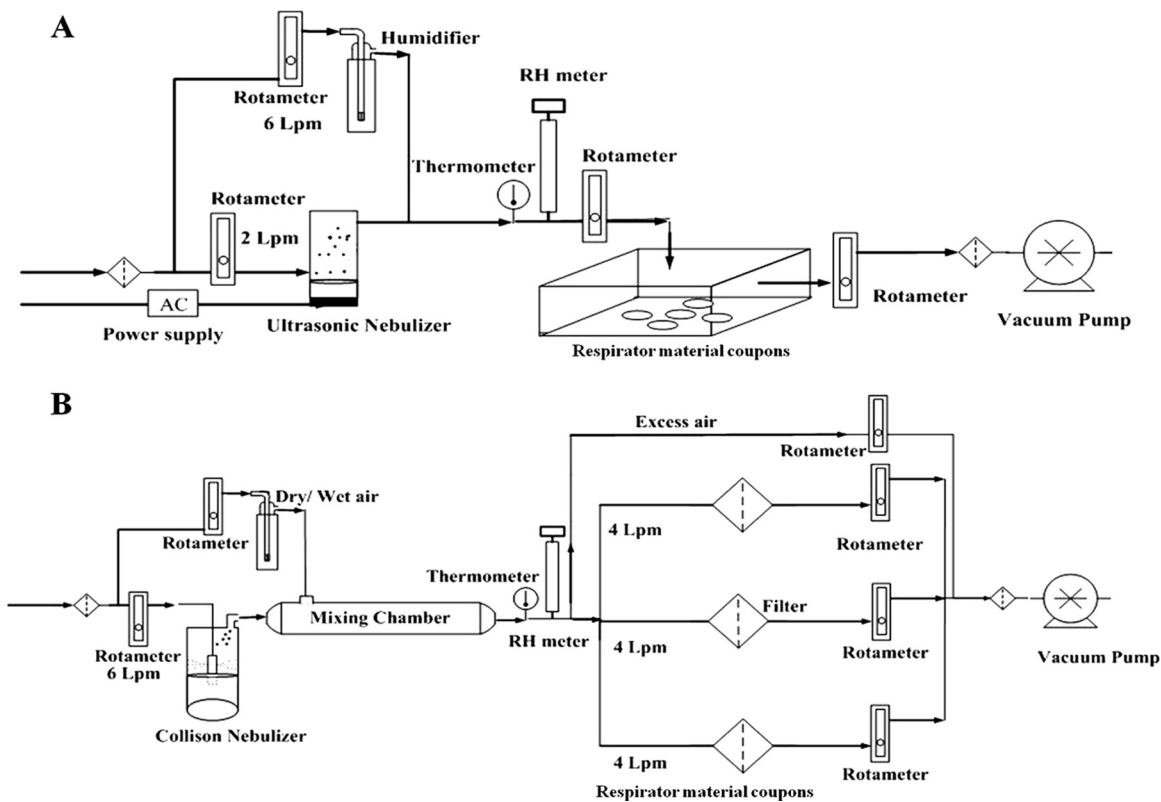 A
Humidifier
Rotameter
6 Lpm
RH meter
Thermometer
Rotameter
Rotameter
2 Lpm
AC
Power supply
Ultrasonic Nebulizer
Rotameter
Vacuum Pump
Respirator material coupons
B
Excess air
Rotameter
Dry/ Wet air
Rotameter
4 Lpm
Rotameter
Thermometer
Mixing Chamber
RH meter
Filter
4 Lpm
Rotameter
Rotameter
6 Lpm
Vacuum Pump
Collison Nebulizer
4 Lpm
Rotameter
Respirator material coupons